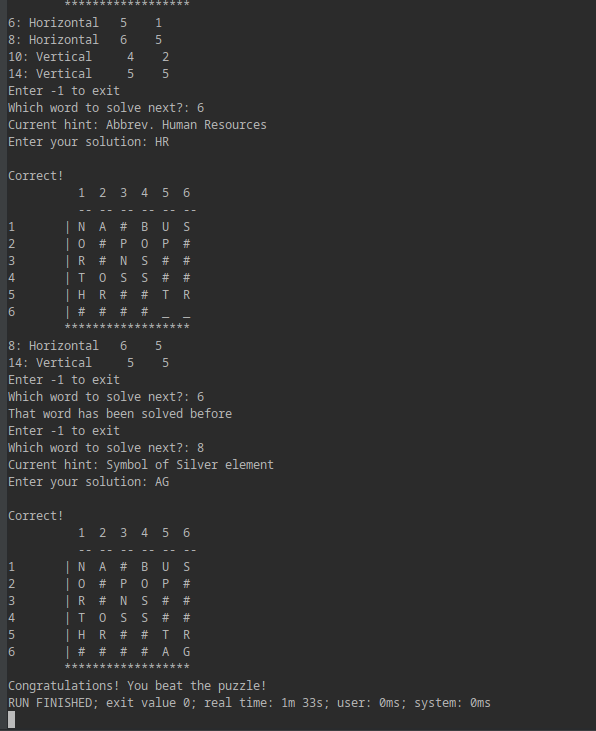 ******************
6: Horizontal   5    1
8: Horizontal   6    5
10: Vertical     4    2
14: Vertical     5    5
Enter -1 to exit
Which word to solve next?: 6
Current hint: Abbrev. Human Resources
Enter your solution: HR
Correct!
1  2  3  4  5  6
-- -- -- -- -- --
1       | N  A  #  B  U  S
2       | O  #  P  O  P  #
3       | R  #  N  S  #  #
4       | T  O  S  S  #  #
5       | H  R  #  #  T  R
6       | #  #  #  #  _  _
******************
8: Horizontal   6    5
14: Vertical     5    5
Enter -1 to exit
Which word to solve next?: 6
That word has been solved before
Enter -1 to exit
Which word to solve next?: 8
Current hint: Symbol of Silver element
Enter your solution: AG
Correct!
1  2  3  4  5  6
-- -- -- -- -- --
1       | N  A  #  B  U  S
2       | O  #  P  O  P  #
3       | R  #  N  S  #  #
4       | T  O  S  S  #  #
5       | H  R  #  #  T  R
6       | #  #  #  #  A  G
******************
Congratulations! You beat the puzzle!
RUN FINISHED; exit value 0; real time: 1m 33s; user: 0ms; system: 0ms